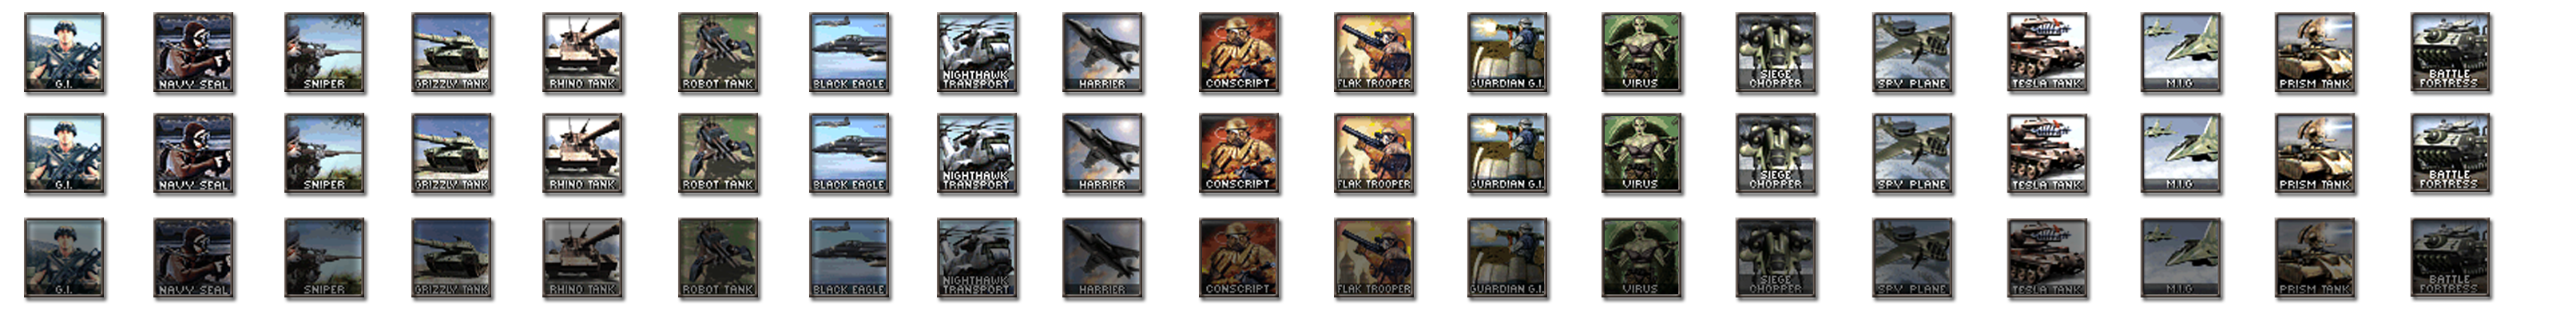 G.I. NAVY SEAL SNIPER GRIZZLY TANK RHINO TANK ROBOT TANK BLACK EAGLE NIGHTHAWK TRANSPORT HARRIER CONSCRIPT FLAK TROOPER GUARDIAN G.I. VIRUS SIEGE CHOPPER SPY PLANE TESLA TANK M.I.G PRISM TANK BATTLE FORTRESS
G.I. NAVY SEAL SNIPER GRIZZLY TANK RHINO TANK ROBOT TANK BLACK EAGLE NIGHTHAWK TRANSPORT HARRIER CONSCRIPT FLAK TROOPER GUARDIAN G.I. VIRUS SIEGE CHOPPER SPY PLANE TESLA TANK M.I.G PRISM TANK BATTLE FORTRESS
G.I. NAVY SEAL SNIPER GRIZZLY TANK RHINO TANK ROBOT TANK BLACK EAGLE NIGHTHAWK TRANSPORT HARRIER CONSCRIPT FLAK TROOPER GUARDIAN G.I. VIRUS SIEGE CHOPPER SPY PLANE TESLA TANK M.I.G PRISM TANK BATTLE FORTRESS